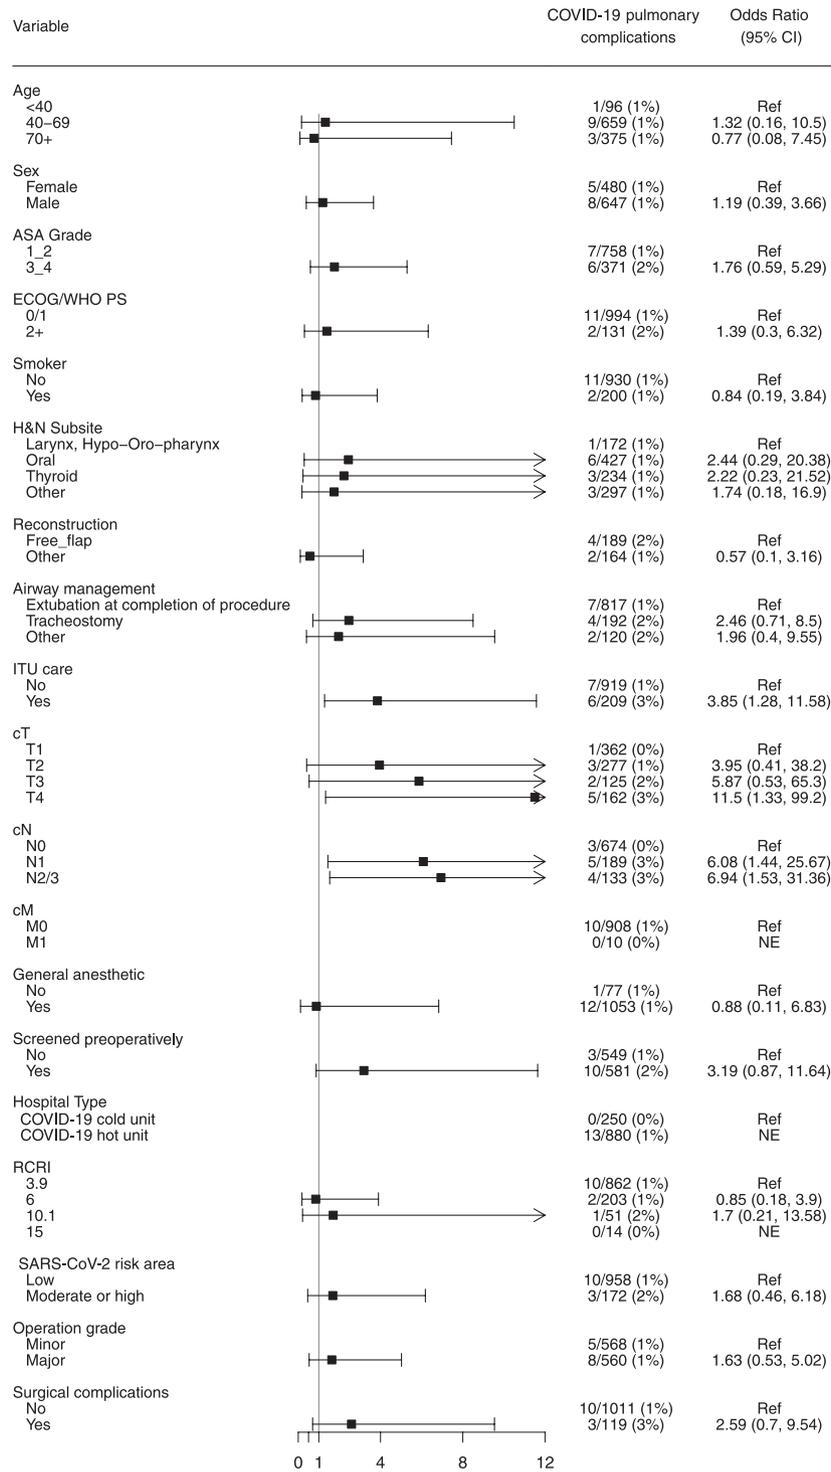 Variable COVID-19 pulmonary complications Odds Ratio (95% CI)
Age
<40 1/96 (1%) Ref
40–69 9/659 (1%) 1.32 (0.16, 10.5)
70+ 3/375 (1%) 0.77 (0.08, 7.45)
Sex
Female 5/480 (1%) Ref
Male 8/647 (1%) 1.19 (0.39, 3.66)
ASA Grade
1_2 7/758 (1%) Ref
3_4 6/371 (2%) 1.76 (0.59, 5.29)
ECOG/WHO PS
0/1 11/994 (1%) Ref
2+ 2/131 (2%) 1.39 (0.3, 6.32)
Smoker
No 11/930 (1%) Ref
Yes 2/200 (1%) 0.84 (0.19, 3.84)
H&N Subsite
Larynx, Hypo–Oro–pharynx 1/172 (1%) Ref
Oral 6/427 (1%) 2.44 (0.29, 20.38)
Thyroid 3/234 (1%) 2.22 (0.23, 21.52)
Other 3/297 (1%) 1.74 (0.18, 16.9)
Reconstruction
Free_flap 4/189 (2%) Ref
Other 2/164 (1%) 0.57 (0.1, 3.16)
Airway management
Extubation at completion of procedure 7/817 (1%) Ref
Tracheostomy 4/192 (2%) 2.46 (0.71, 8.5)
Other 2/120 (2%) 1.96 (0.4, 9.55)
ITU care
No 7/919 (1%) Ref
Yes 6/209 (3%) 3.85 (1.28, 11.58)
cT
T1 1/362 (0%) Ref
T2 3/277 (1%) 3.95 (0.41, 38.2)
T3 2/125 (2%) 5.87 (0.53, 65.3)
T4 5/162 (3%) 11.5 (1.33, 99.2)
cN
N0 3/674 (0%) Ref
N1 5/189 (3%) 6.08 (1.44, 25.67)
N2/3 4/133 (3%) 6.94 (1.53, 31.36)
cM
M0 10/908 (1%) Ref
M1 0/10 (0%) NE
General anesthetic
No 1/77 (1%) Ref
Yes 12/1053 (1%) 0.88 (0.11, 6.83)
Screened preoperatively
No 3/549 (1%) Ref
Yes 10/581 (2%) 3.19 (0.87, 11.64)
Hospital Type
COVID-19 cold unit 0/250 (0%) Ref
COVID-19 hot unit 13/880 (1%) NE
RCRI
3.9 10/862 (1%) Ref
6 2/203 (1%) 0.85 (0.18, 3.9)
10.1 1/51 (2%) 1.7 (0.21, 13.58)
15 0/14 (0%) NE
SARS-CoV-2 risk area
Low 10/958 (1%) Ref
Moderate or high 3/172 (2%) 1.68 (0.46, 6.18)
Operation grade
Minor 5/568 (1%) Ref
Major 8/560 (1%) 1.63 (0.53, 5.02)
Surgical complications
No 10/1011 (1%) Ref
Yes 3/119 (3%) 2.59 (0.7, 9.54)
0 1 4 8 12